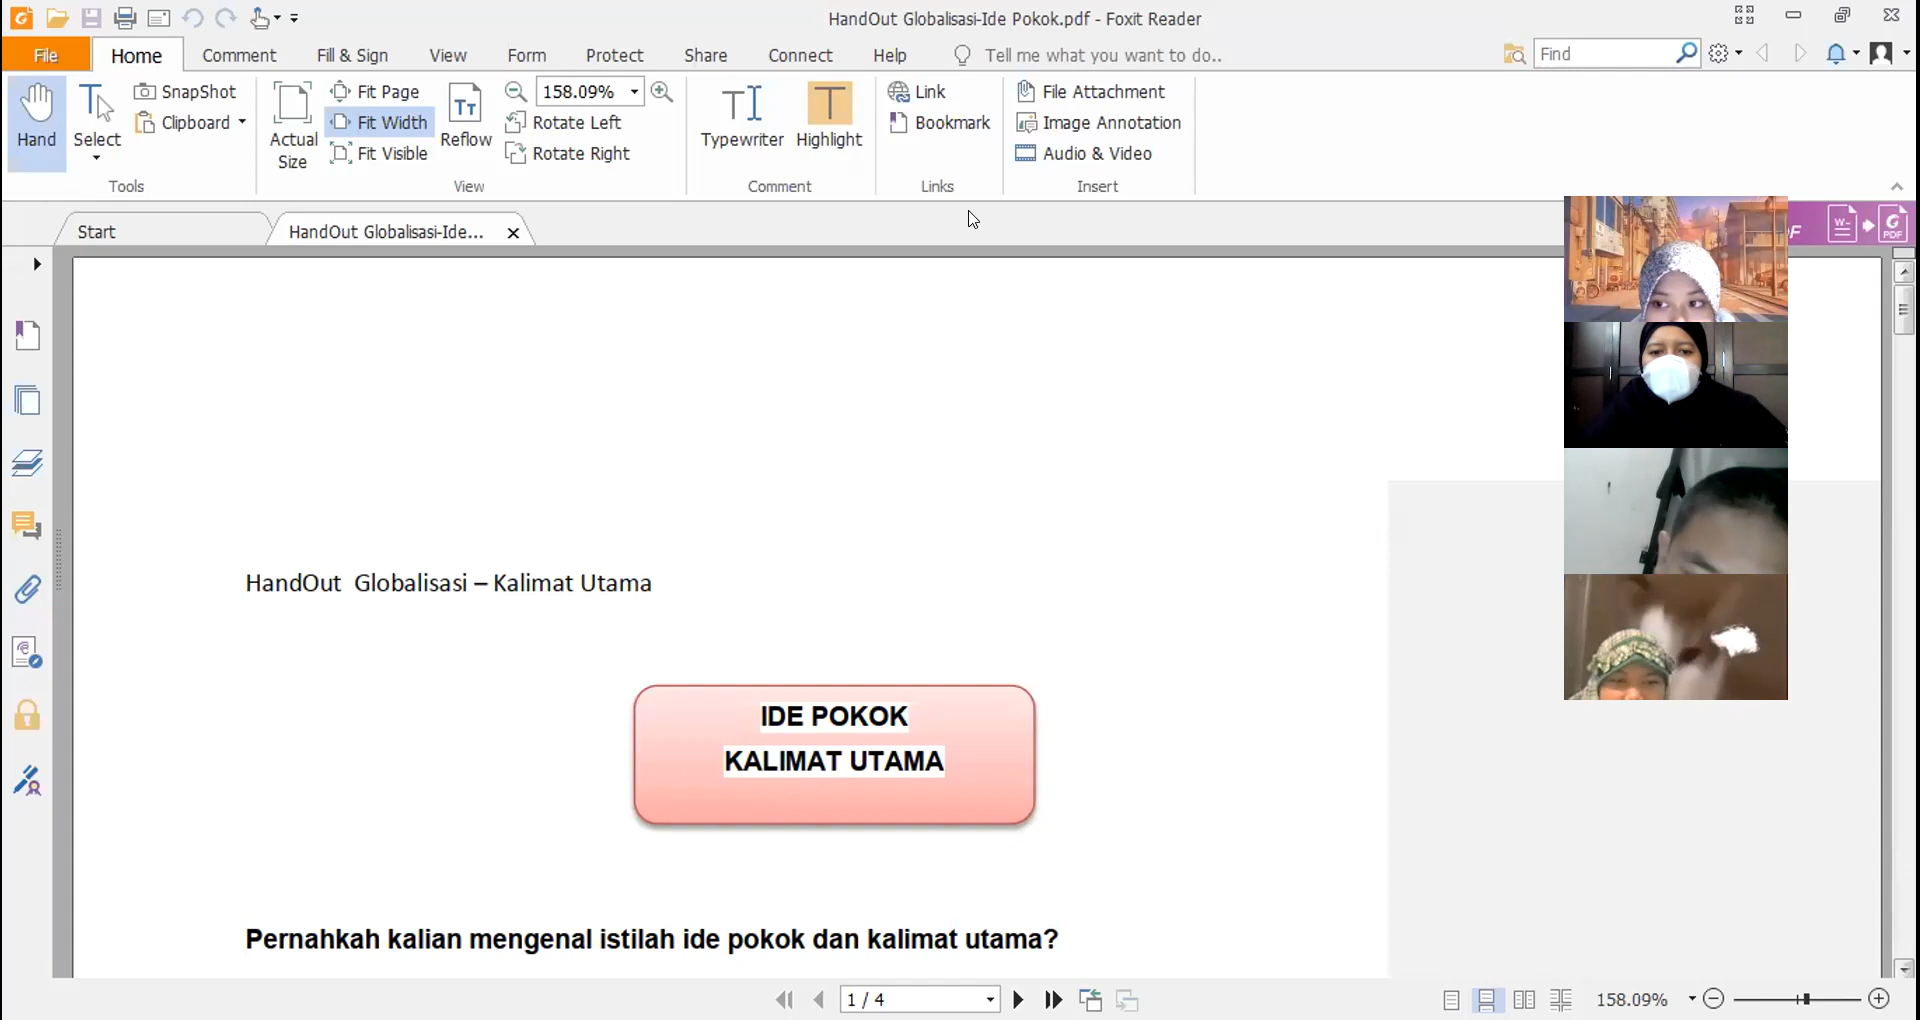 HandOut Globalisasi-Ide Pokok.pdf - Foxit Reader
File Home Comment Fill & Sign View Form Protect Share Connect Help Tell me what you want to do.. Find
Hand
Select
SnapShot
Clipboard
Tools
Actual Size
Fit Page
Fit Width
Fit Visible
Reflow
158.09%
Rotate Left
Rotate Right
View
Typewriter
Highlight
Comment
Link
Bookmark
Links
File Attachment
Image Annotation
Audio & Video
Insert
Start
HandOut Globalisasi-Ide...
HandOut Globalisasi – Kalimat Utama
IDE POKOK
KALIMAT UTAMA
Pernahkah kalian mengenal istilah ide pokok dan kalimat utama?
1 / 4
158.09%